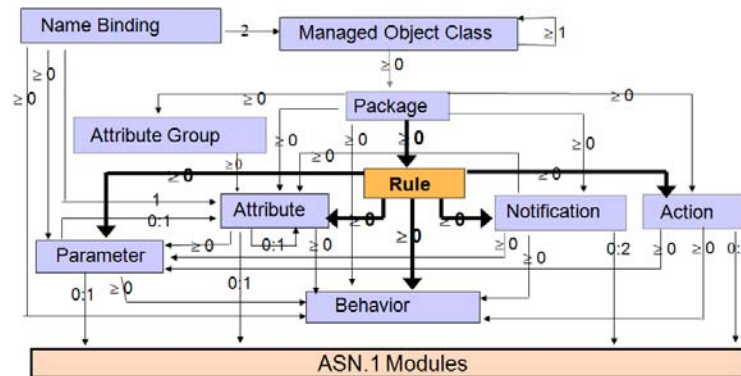 Name Binding
2
Managed Object Class
≥ 1
≥ 0
≥ 0
≥ 0
≥ 0
≥ 0
Package
≥ 0
≥ 0
≥ 0
≥ 0
≥ 0
Attribute Group
≥ 0
≥ 0
Rule
1
0:1
Attribute
≥ 0
≥ 0
Notification
Action
≥ 0
0:1
≥ 0
≥ 0
≥ 0
≥ 0
0:2
≥ 0
≥ 0
Parameter
0:1
≥ 0
0:1
Behavior
ASN.1 Modules